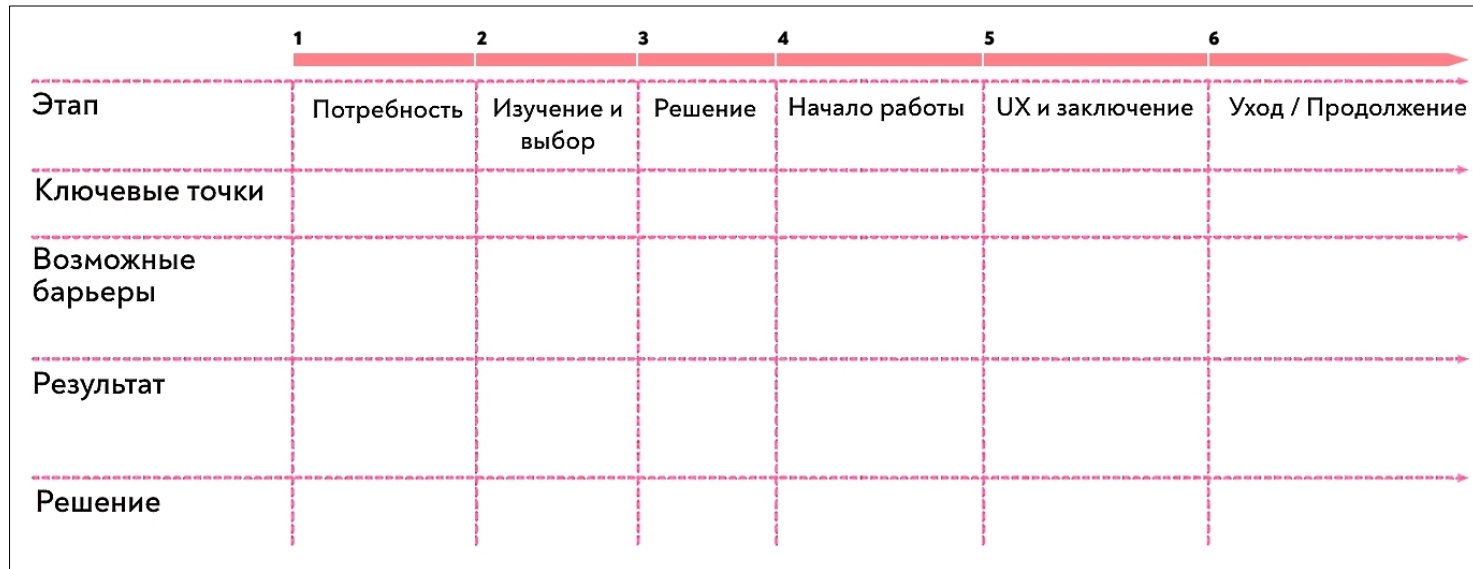 1 2 3 4 5 6
Этап
Потребность
Изучение и
выбор
Решение
Начало работы
UX и заключение
Уход / Продолжение
Ключевые точки
Возможные
барьеры
Результат
Решение